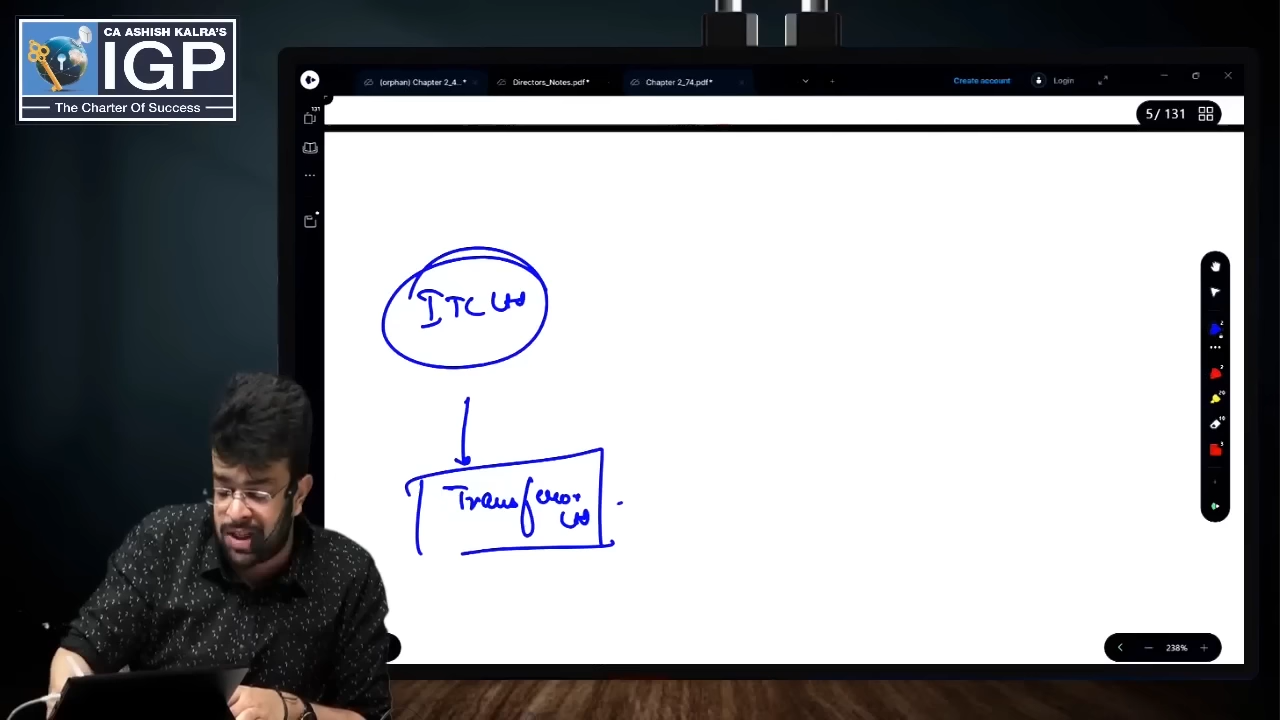 CA ASHISH KALRA'S
IGP
The Charter Of Success
(orphan) Chapter 2_4...*
Directors_Notes.pdf*
Chapter 2_74.pdf*
Create account
Login
131
5/ 131
ITC Ltd
Transferor
Ltd
238%